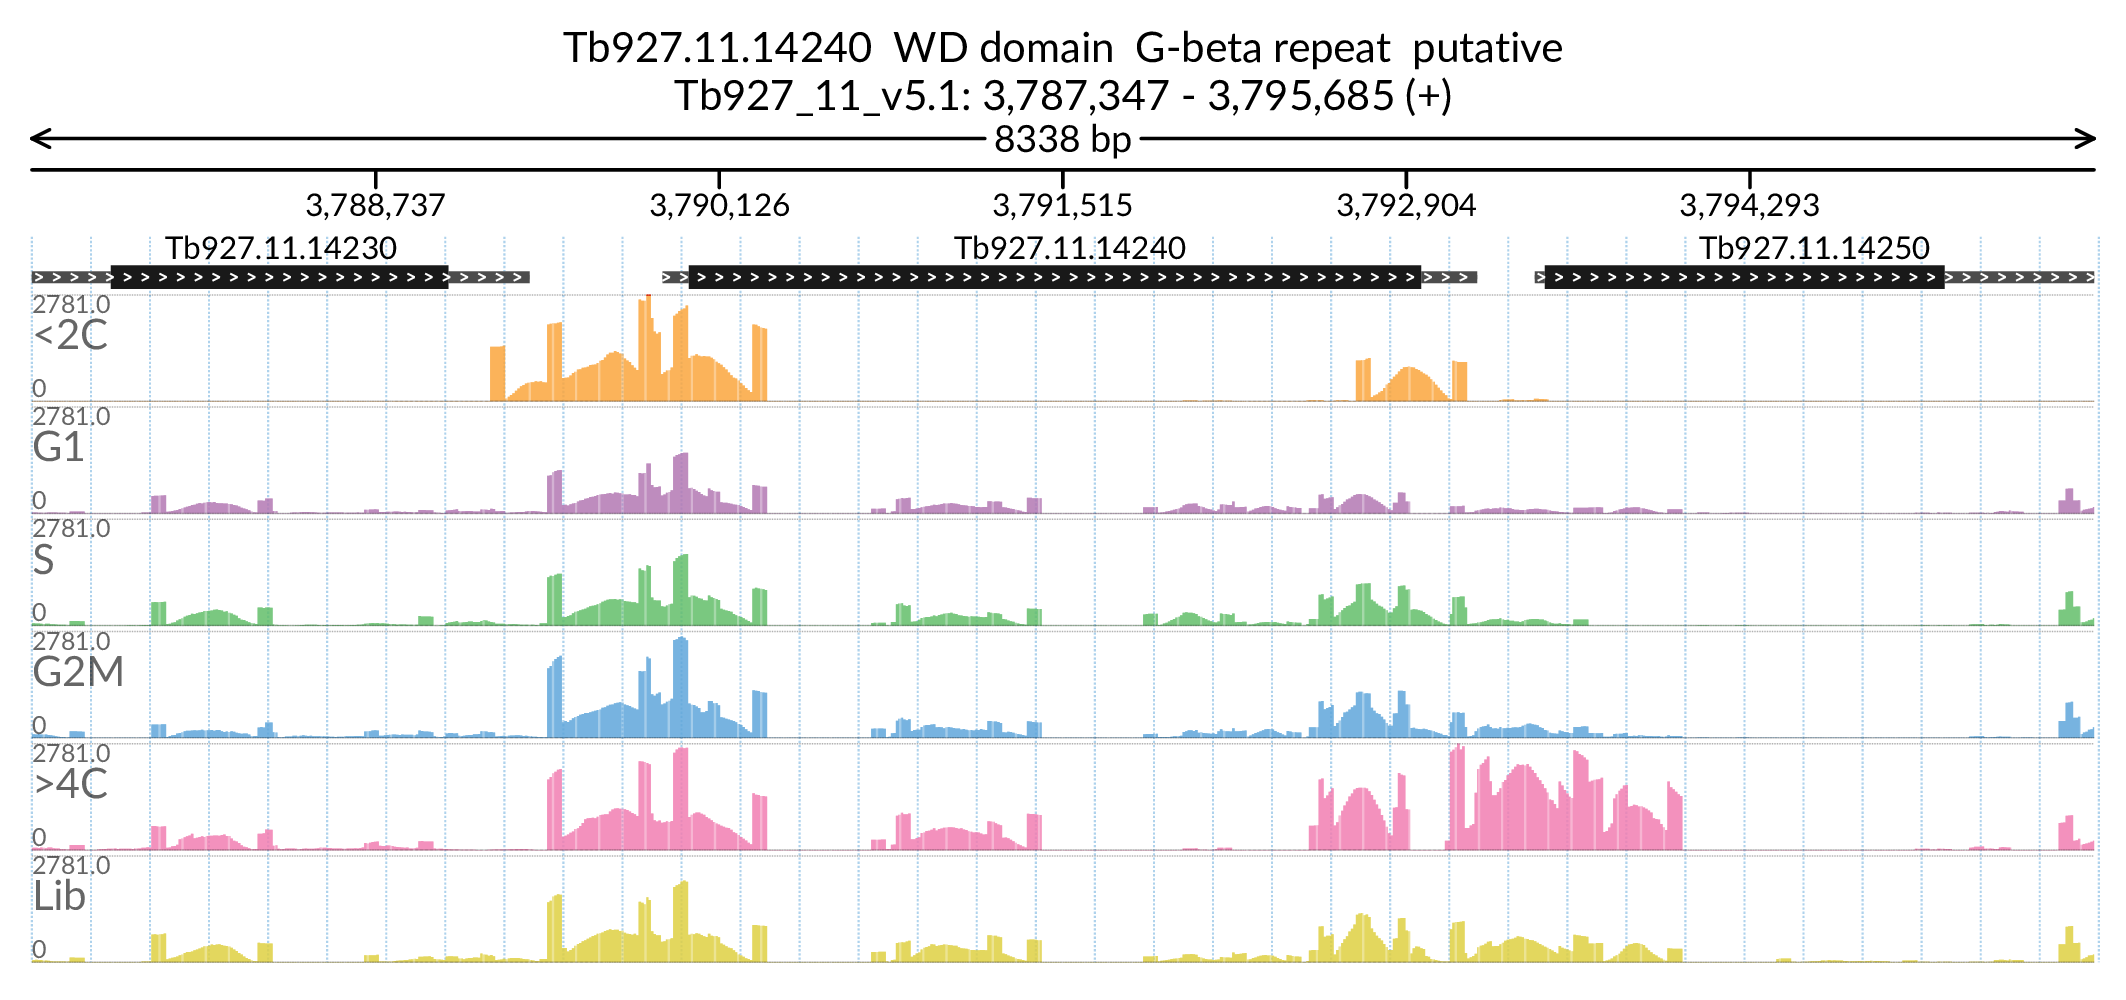 Tb927.11.14240 WD domain G-beta repeat putative
Tb927_11_v5.1: 3,787,347 - 3,795,685 (+)
8338 bp
3,788,737 3,790,126 3,791,515 3,792,904 3,794,293
Tb927.11.14230 Tb927.11.14240 Tb927.11.14250
2781.0
<2C
0
2781.0
G1
0
2781.0
S
0
2781.0
G2M
0
2781.0
>4C
0
2781.0
Lib
0